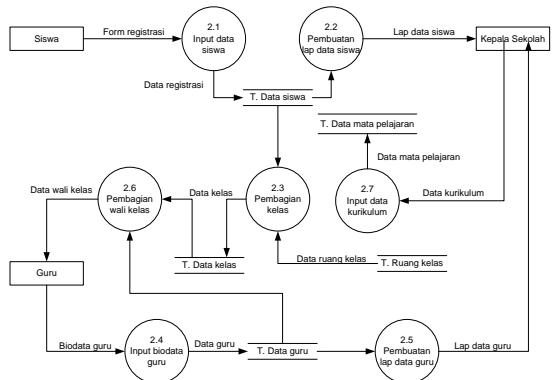 Siswa
Form registrasi
2.1
Input data
siswa
2.2
Pembuatan
lap data siswa
Lap data siswa
Kepala Sekolah
Data registrasi
T. Data siswa
T. Data mata pelajaran
Data mata pelajaran
Data wali kelas
2.6
Pembagian
wali kelas
Data kelas
2.3
Pembagian
kelas
2.7
Input data
kurikulum
Data kurikulum
T. Data kelas
Data ruang kelas
T. Ruang kelas
Guru
Biodata guru
2.4
Input biodata
guru
Data guru
T. Data guru
2.5
Pembuatan
lap data guru
Lap data guru